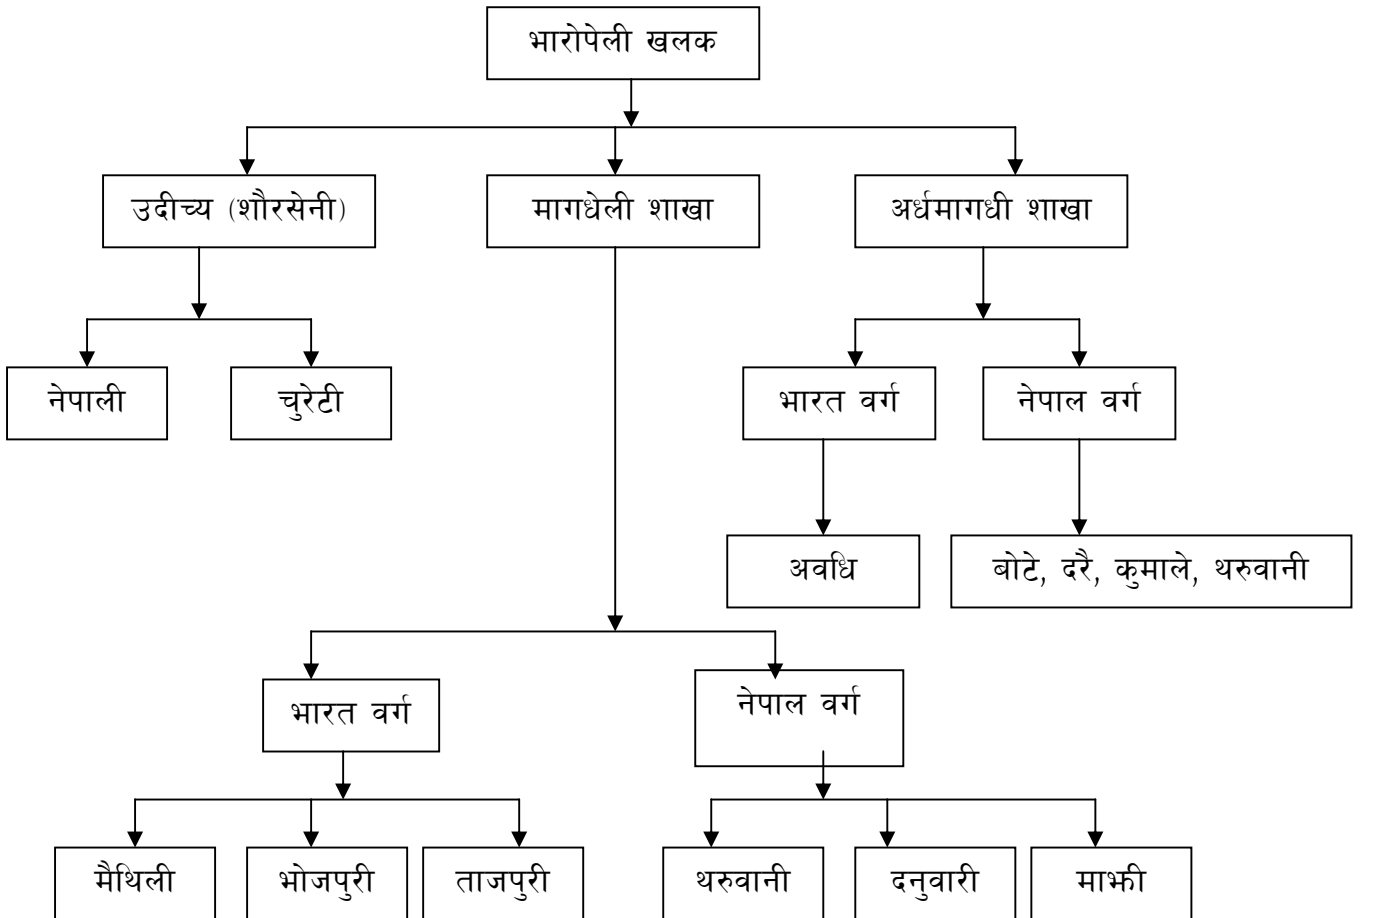 भारोपेली खलक
उदीच्य (शौरसेनी)
मागधेली शाखा
अर्धमागधी शाखा
नेपाली
चुरेटी
भारत वर्ग
नेपाल वर्ग
अवधि
बोटे, दरै, कुमाले, थरुवानी
भारत वर्ग
नेपाल वर्ग
मैथिली
भोजपुरी
ताजपुरी
थरुवानी
दनुवारी
माझी